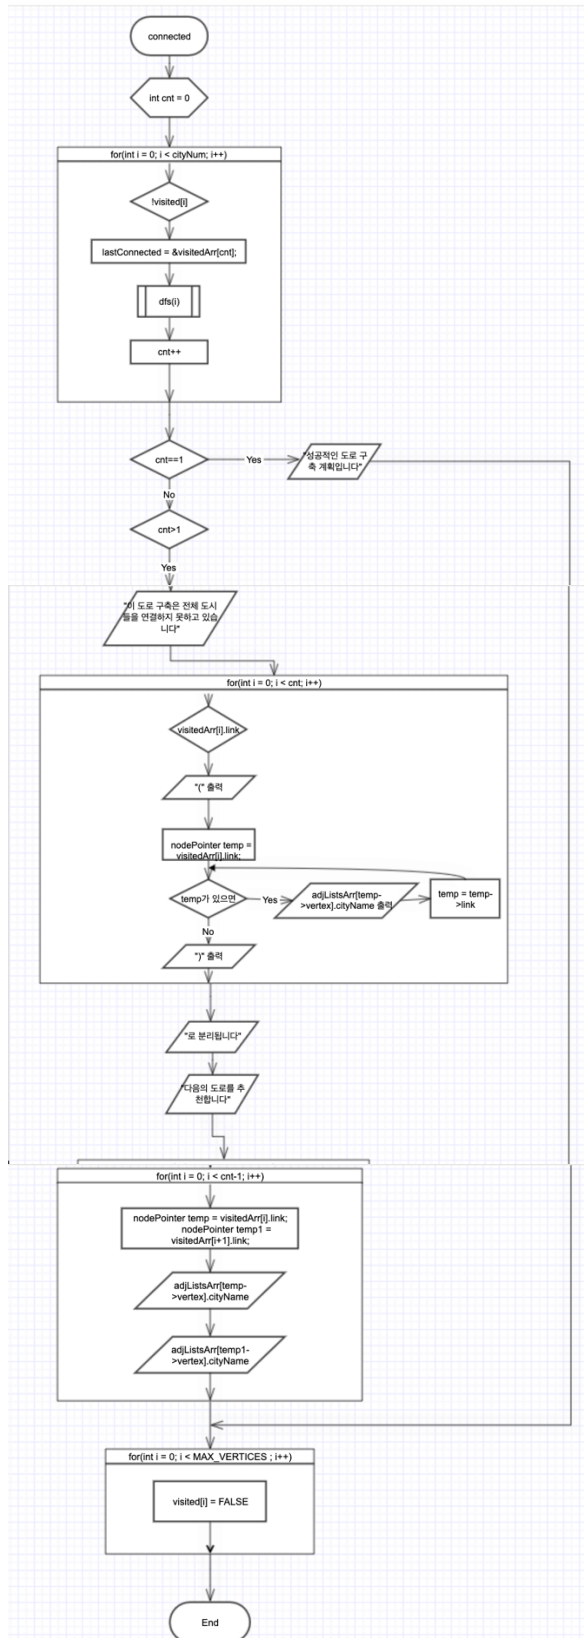 connected
int cnt = 0
for(int i = 0; i < cityNum; i++)
!visited[i]
lastConnected = &visitedArr[cnt];
dfs(i)
cnt++
cnt==1
Yes
"성공적인 도로 구
축 계획입니다"
No
cnt>1
Yes
"이 도로 구축은 전체 도시
들을 연결하지 못하고 있습
니다"
for(int i = 0; i < cnt; i++)
visitedArr[i].link
"(" 출력
nodePointer temp =
visitedArr[i].link;
temp가 있으면
Yes
adjListsArr[temp-
>vertex].cityName 출력
temp = temp-
>link
No
")" 출력
"로 분리됩니다"
"다음의 도로를 추
천합니다"
for(int i = 0; i < cnt-1; i++)
nodePointer temp = visitedArr[i].link;
nodePointer temp1 =
visitedArr[i+1].link;
adjListsArr[temp-
>vertex].cityName
adjListsArr[temp1-
>vertex].cityName
for(int i = 0; i < MAX_VERTICES ; i++)
visited[i] = FALSE
End